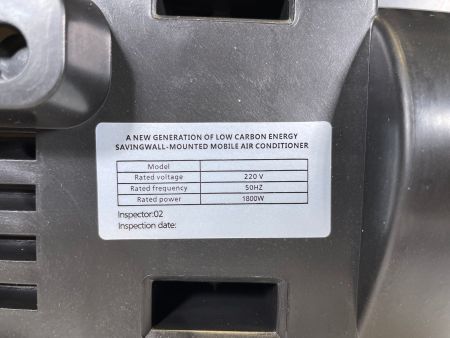 A NEW GENERATION OF LOW CARBON ENERGY
SAVINGWALL-MOUNTED MOBILE AIR CONDITIONER
Model
Rated voltage 220 V
Rated frequency 50HZ
Rated power 1800W
Inspector:02
Inspection date: